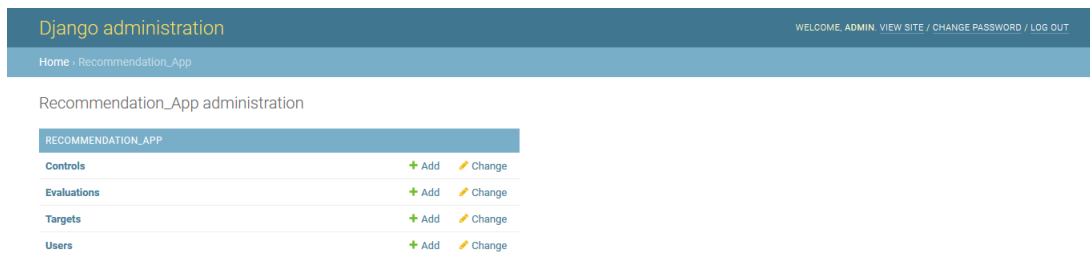 Django administration
WELCOME, ADMIN. VIEW SITE / CHANGE PASSWORD / LOG OUT
Home › Recommendation_App
Recommendation_App administration
RECOMMENDATION_APP
Controls Add Change
Evaluations Add Change
Targets Add Change
Users Add Change